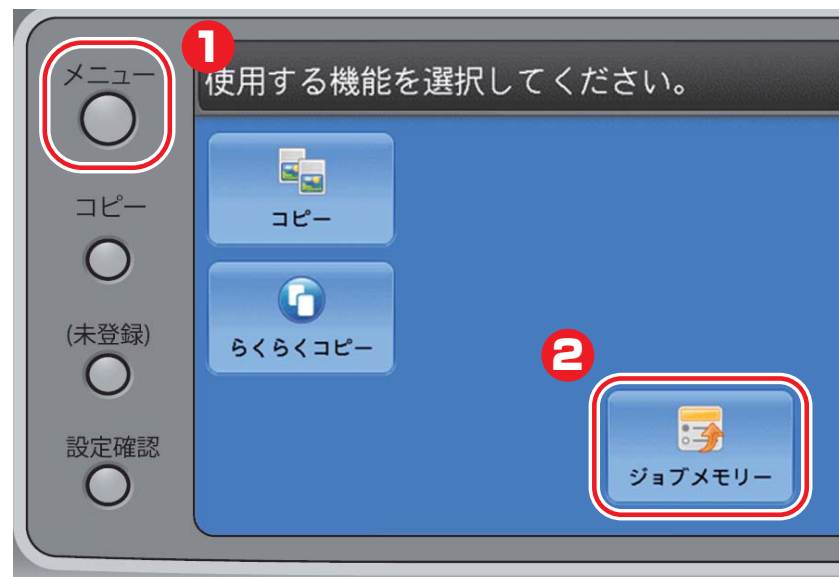 1
メニュー
使用する機能を選択してください。
コピー
コピー
(未登録)
らくらくコピー
2
設定確認
ジョブメモリー